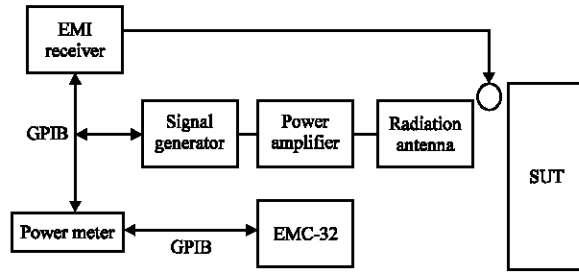 EMI
receiver
GPIB
Signal
generator
Power
amplifier
Radiation
antenna
SUT
Power meter
GPIB
EMC-32